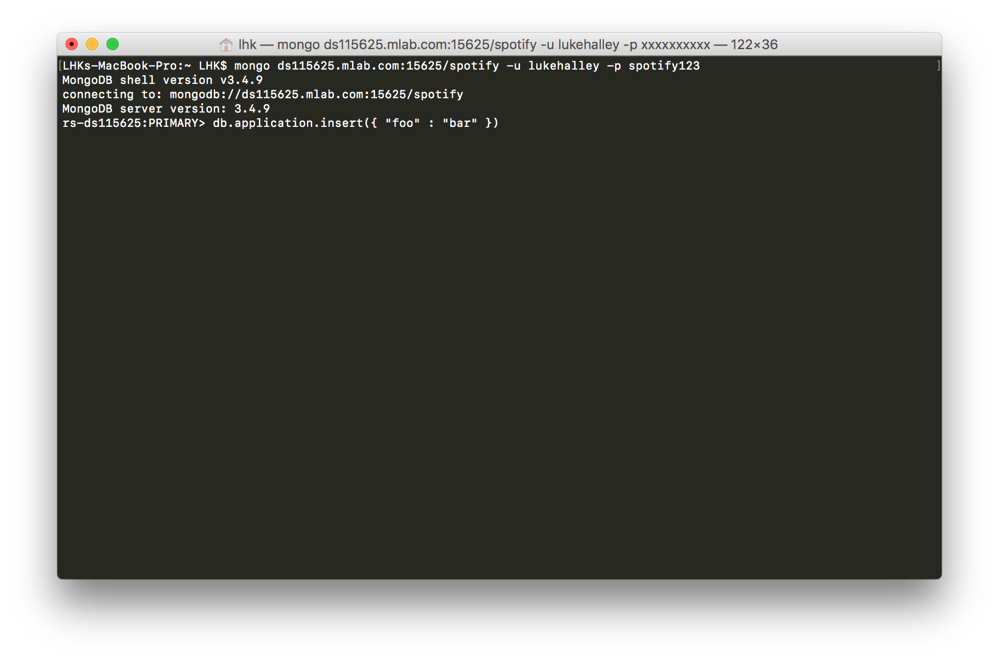 lhk — mongo ds115625.mlab.com:15625/spotify -u lukehalley -p xxxxxxxxxx — 122×36
[LHKs-MacBook-Pro:~ LHK$ mongo ds115625.mlab.com:15625/spotify -u lukehalley -p spotify123 ]
MongoDB shell version v3.4.9
connecting to: mongodb://ds115625.mlab.com:15625/spotify
MongoDB server version: 3.4.9
rs-ds115625:PRIMARY> db.application.insert({ "foo" : "bar" })